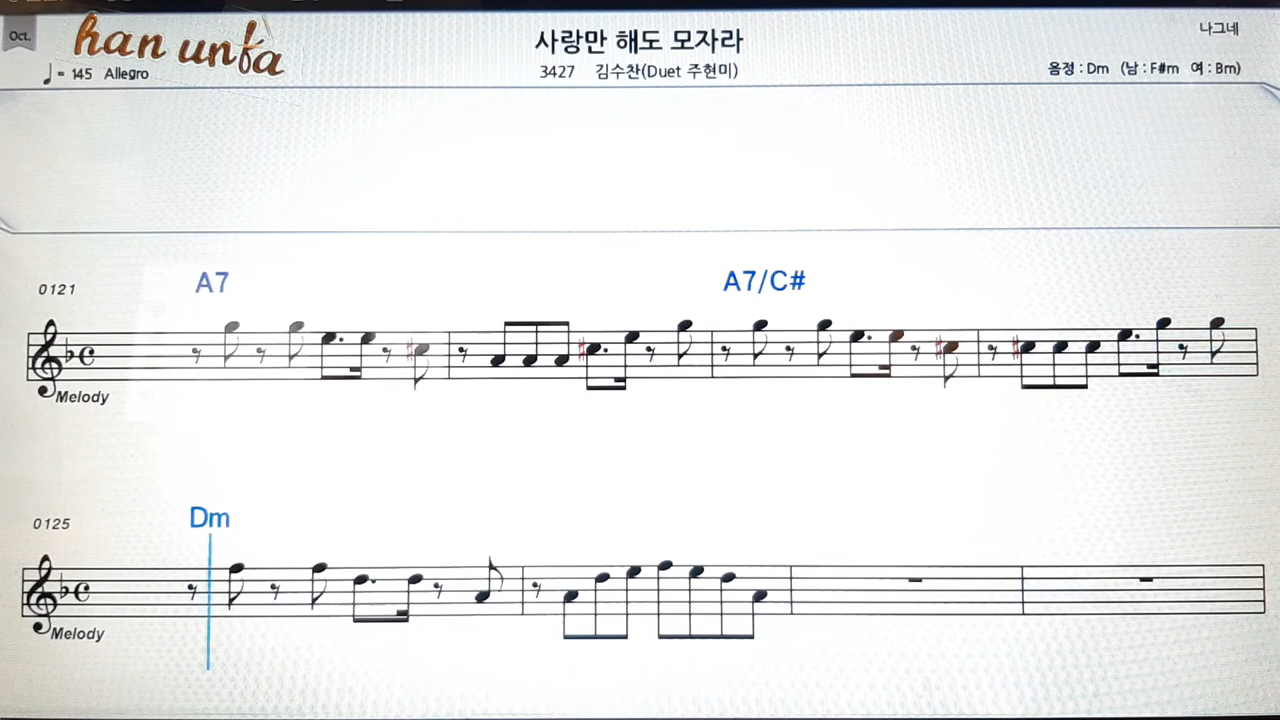 Oct.
han unfa
사랑만 해도 모자라
나그네
♩ = 145 Allegro
3427 김수찬(Duet 주현미)
음정 : Dm (남 : F#m 여 : Bm)
0121
A7
A7/C#
Melody
0125
Dm
Melody